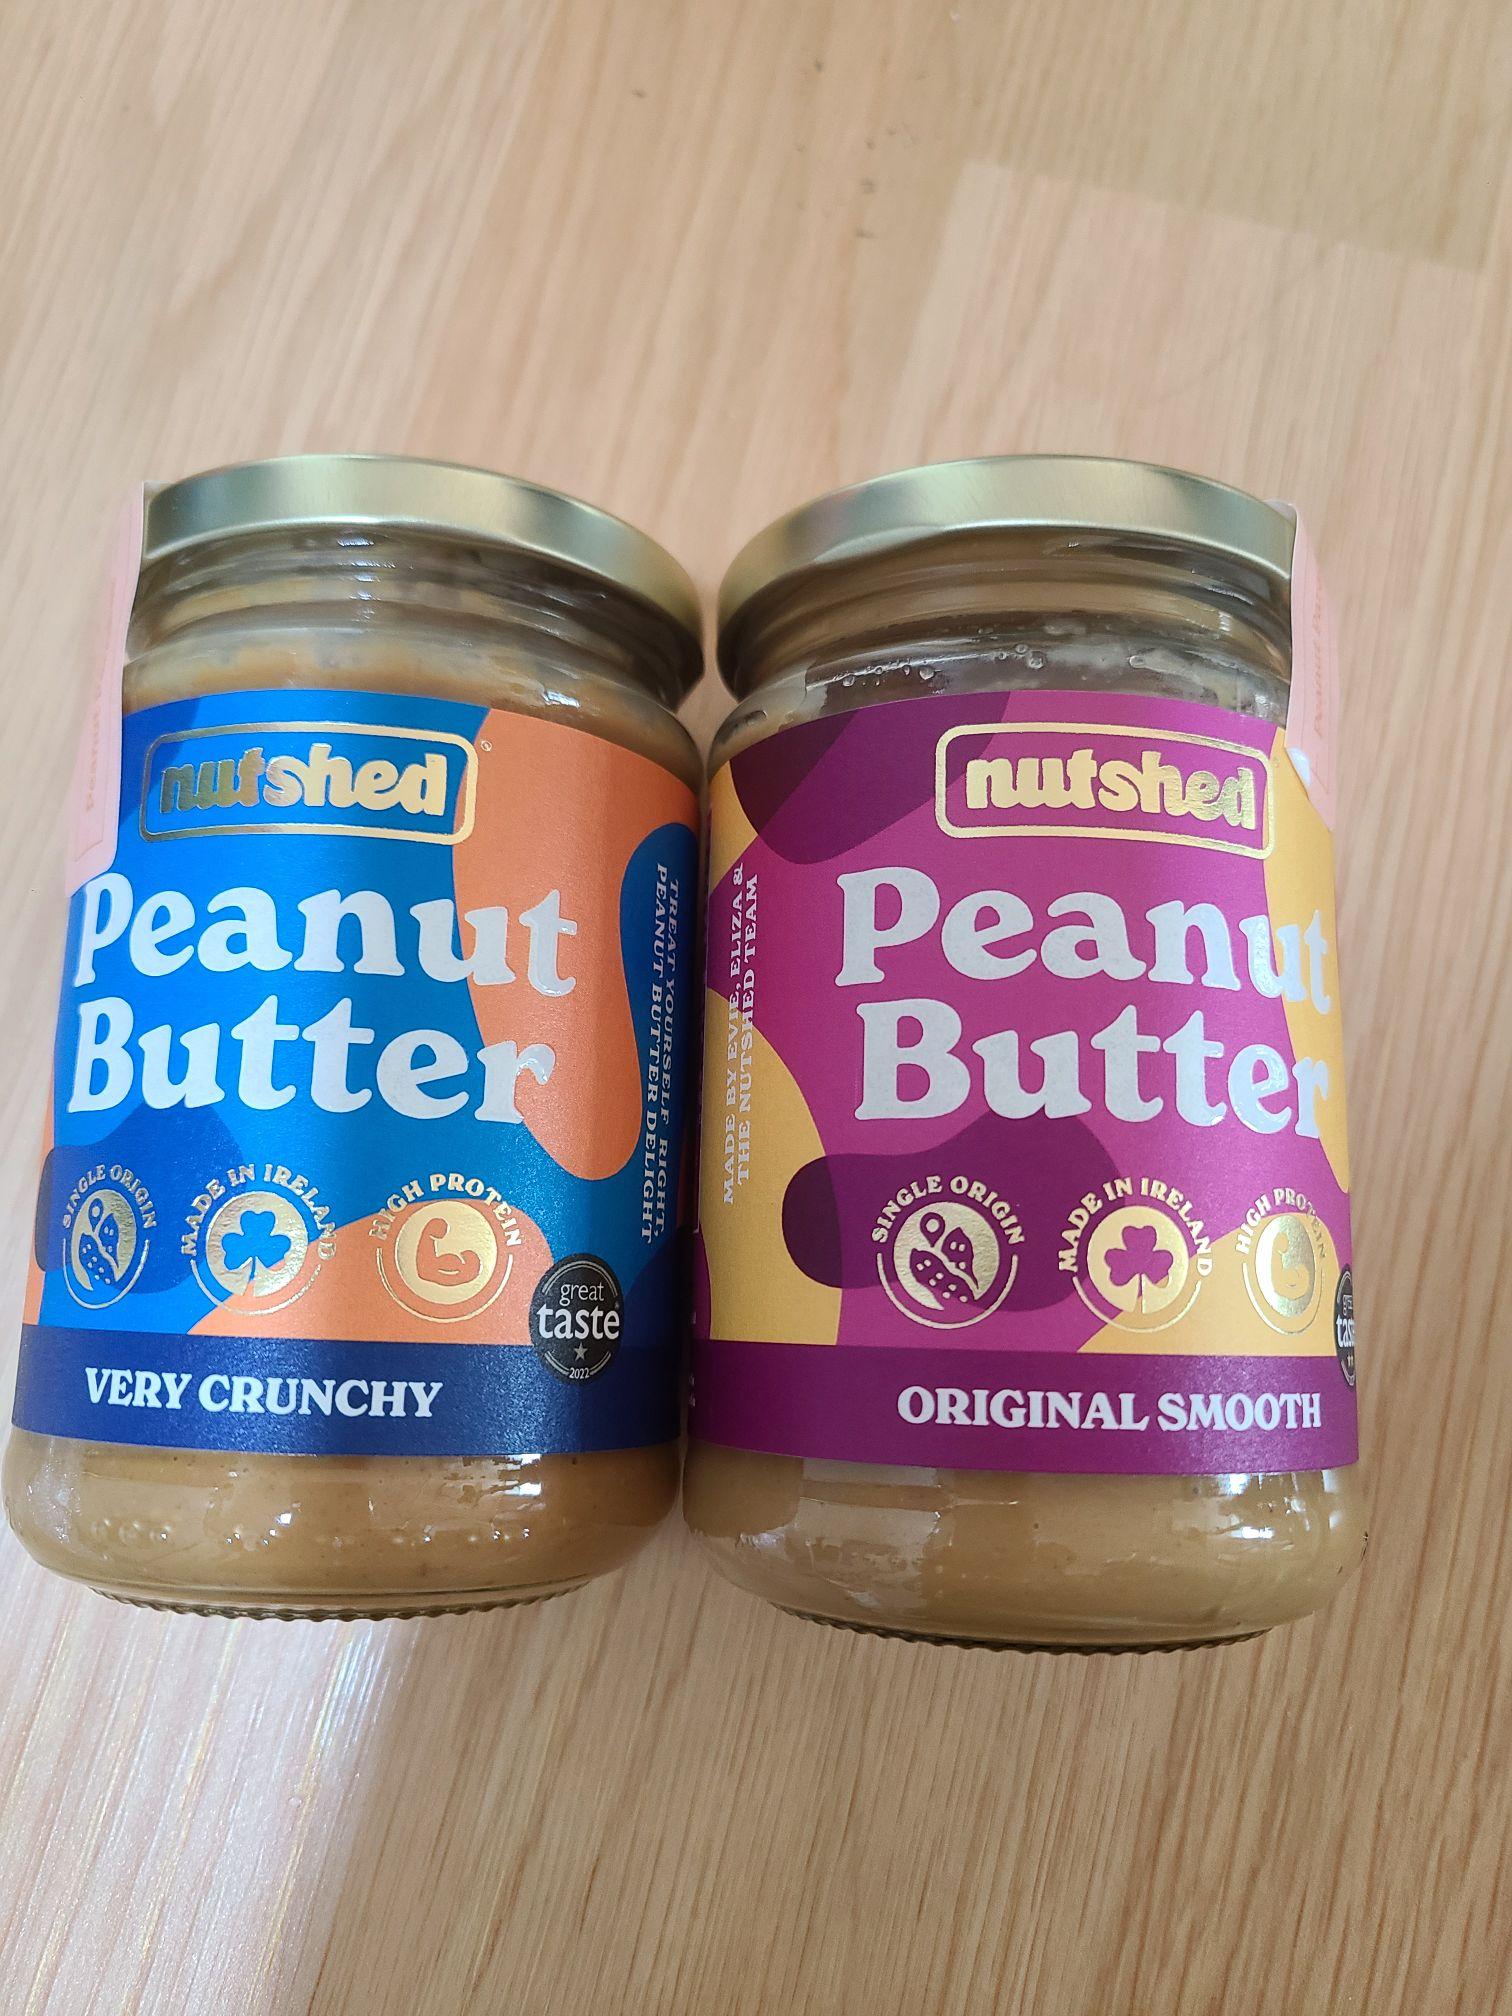 nutshed
Peanut
Butter
TREAT YOURSELF RIGHT,
PEANUT BUTTER DELIGHT
SINGLE ORIGIN
MADE IN IRELAND
HIGH PROTEIN
great
taste
2022
VERY CRUNCHY
Peanut
nutshed
MADE BY EVIE, ELIZA &
THE NUTSHED TEAM
Peanut
Butter
SINGLE ORIGIN
MADE IN IRELAND
HIGH PROTEIN
ORIGINAL SMOOTH
Peanut